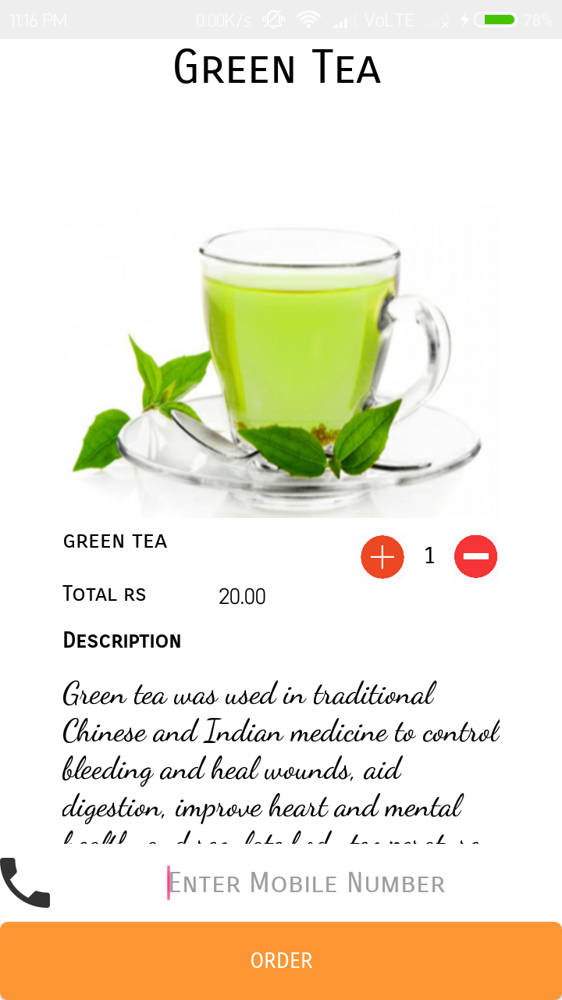 11:16 PM 0.00K/s VoLTE 78%
Green Tea
green tea 1
Total rs 20.00
Description
Green tea was used in traditional
Chinese and Indian medicine to control
bleeding and heal wounds, aid
digestion, improve heart and mental
Enter Mobile Number
ORDER